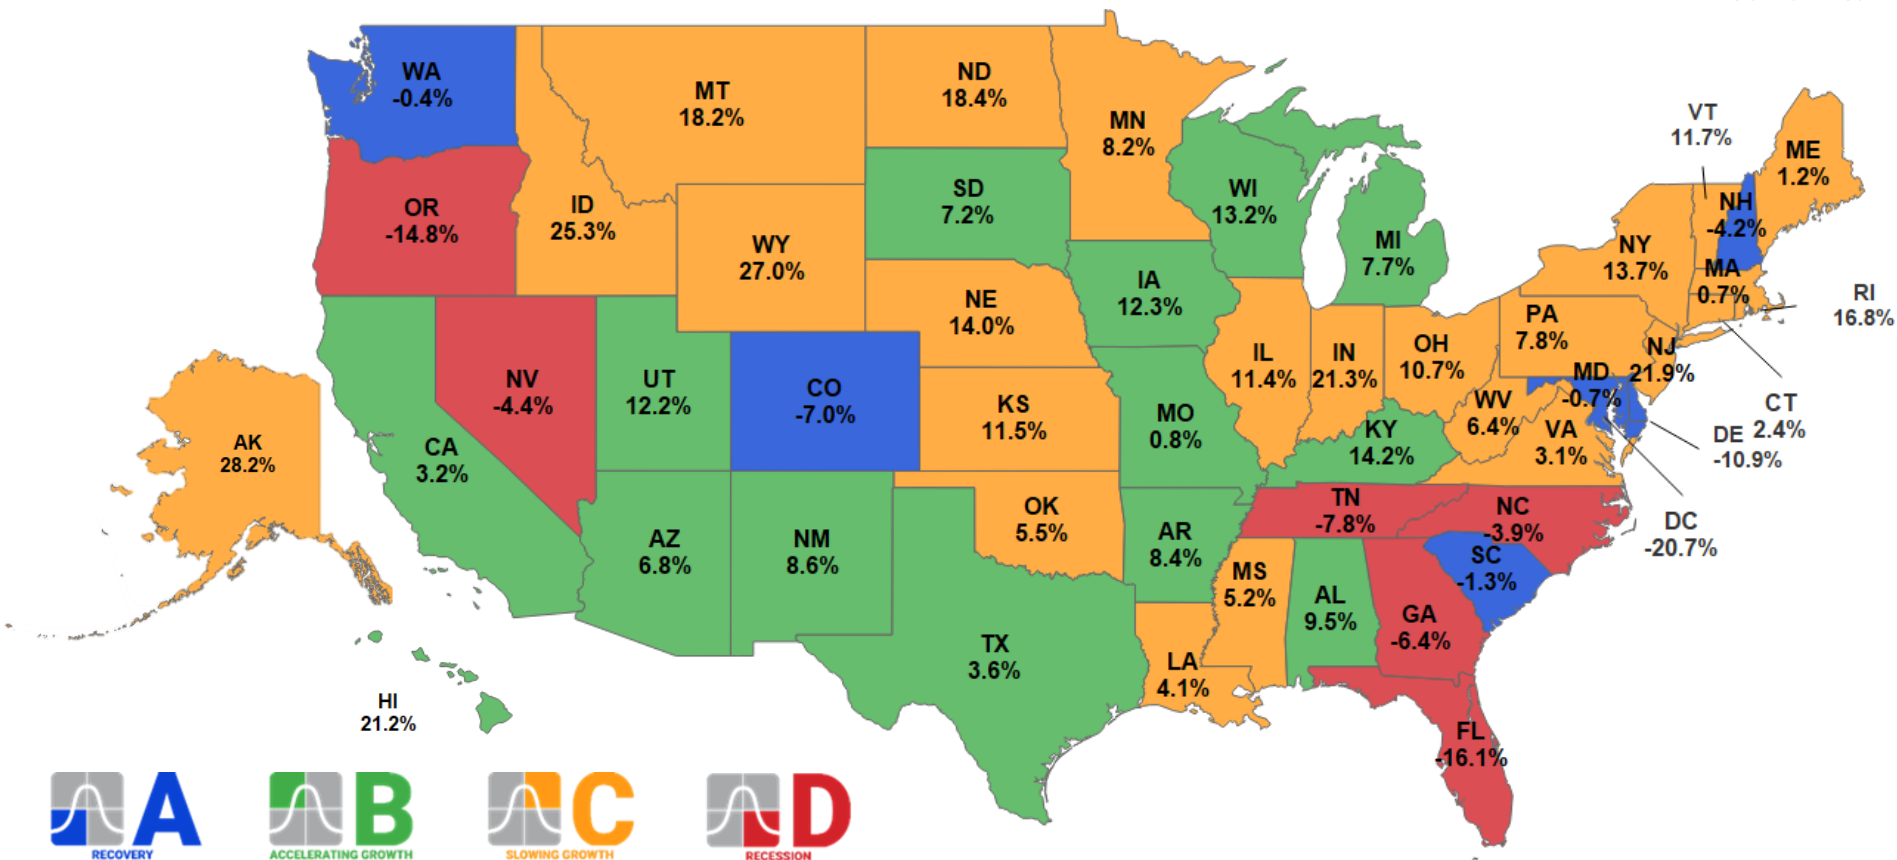 WA
-0.4%
MT
18.2%
ND
18.4%
MN
8.2%
VT
11.7%
ME
1.2%
OR
-14.8%
ID
25.3%
SD
7.2%
WI
13.2%
NH
-4.2%
WY
27.0%
MI
7.7%
NY
13.7%
MA
0.7%
RI
16.8%
IA
12.3%
NE
14.0%
PA
7.8%
IL
11.4%
IN
21.3%
OH
10.7%
NJ
21.9%
NV
-4.4%
UT
12.2%
CO
-7.0%
MD
-0.7%
CT
2.4%
KS
11.5%
MO
0.8%
WV
6.4%
VA
3.1%
DE
-10.9%
KY
14.2%
AK
28.2%
CA
3.2%
OK
5.5%
TN
-7.8%
NC
-3.9%
DC
-20.7%
AZ
6.8%
NM
8.6%
AR
8.4%
SC
-1.3%
MS
5.2%
AL
9.5%
GA
-6.4%
TX
3.6%
LA
4.1%
HI
21.2%
FL
-16.1%
A
RECOVERY
B
ACCELERATING GROWTH
C
SLOWING GROWTH
D
RECESSION